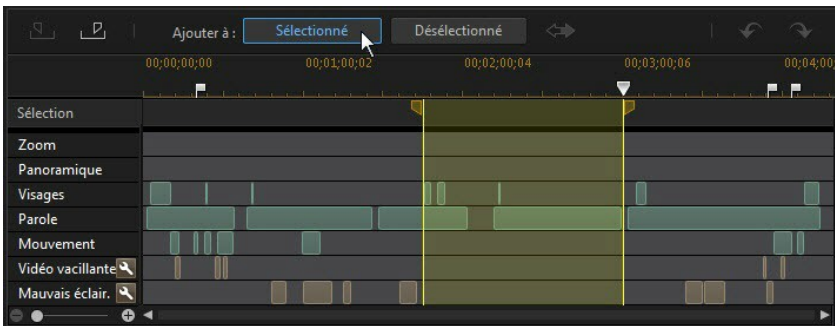 Ajouter à : Sélectionné Désélectionné
00;00;00;00 00;01;00;02 00;02;00;04 00;03;00;06 00;04;00;
Sélection
Zoom
Panoramique
Visages
Parole
Mouvement
Vidéo vacillante
Mauvais éclair.